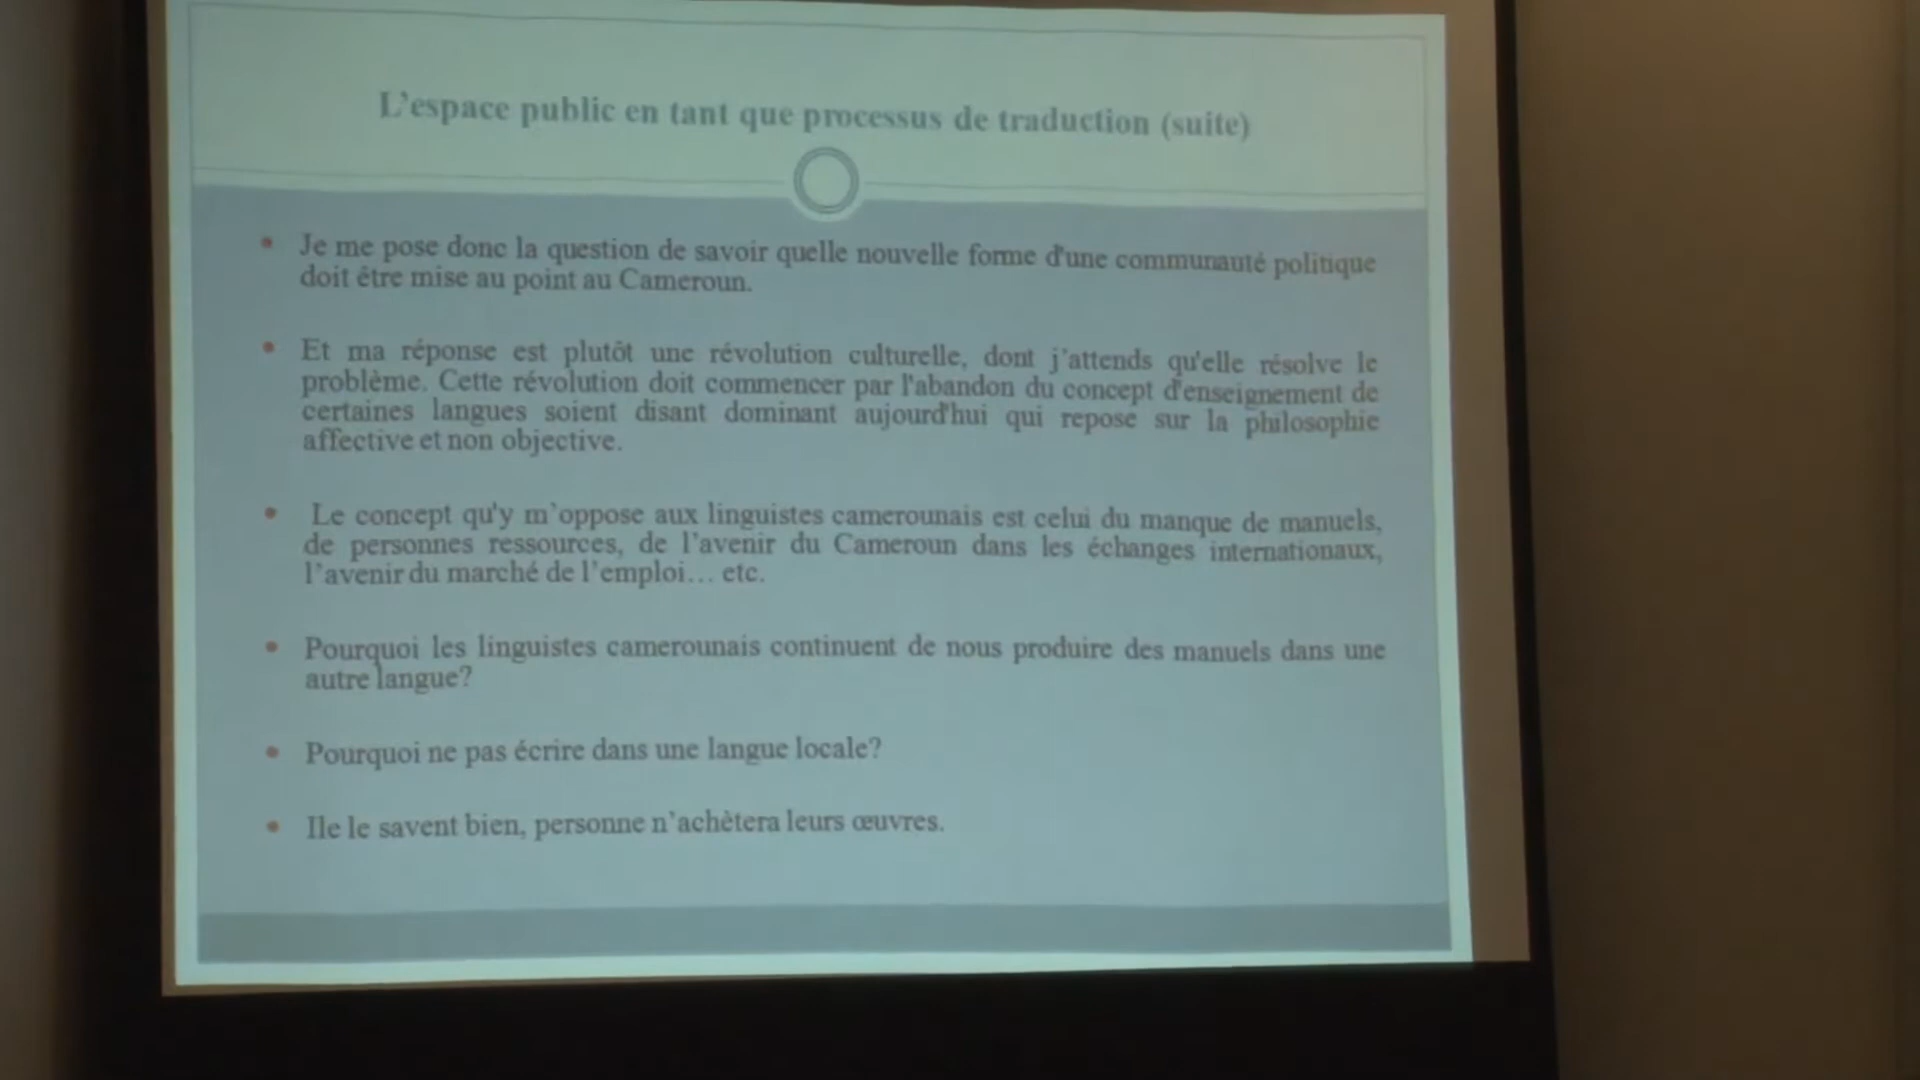 L'espace public en tant que processus de traduction (suite)
• Je me pose donc la question de savoir quelle nouvelle forme d'une communauté politique
doit être mise au point au Cameroun.
• Et ma réponse est plutôt une révolution culturelle, dont j'attends qu'elle résolve le
problème. Cette révolution doit commencer par l'abandon du concept d'enseignement de
certaines langues soient disant dominant aujourd'hui qui repose sur la philosophie
affective et non objective.
• Le concept qu'y m'oppose aux linguistes camerounais est celui du manque de manuels,
de personnes ressources, de l'avenir du Cameroun dans les échanges internationaux,
l'avenir du marché de l'emploi... etc.
• Pourquoi les linguistes camerounais continuent de nous produire des manuels dans une
autre langue?
• Pourquoi ne pas écrire dans une langue locale?
• Ile le savent bien, personne n'achètera leurs œuvres.